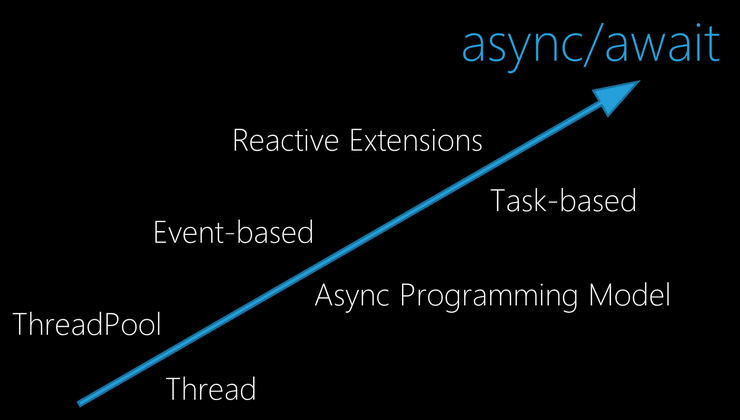 async/await
Reactive Extensions
Task-based
Event-based
Async Programming Model
ThreadPool
Thread